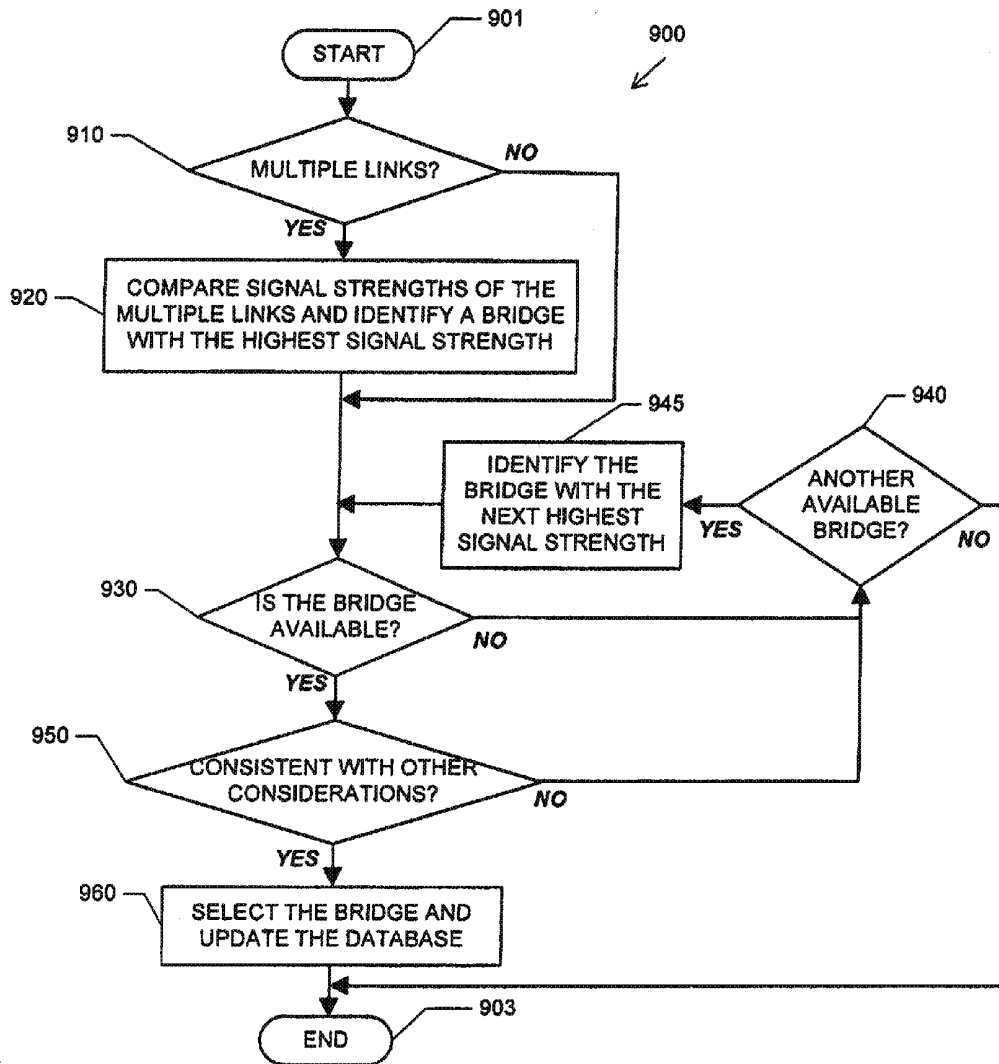 901
START
900
910
MULTIPLE LINKS?
NO
YES
920
COMPARE SIGNAL STRENGTHS OF THE
MULTIPLE LINKS AND IDENTIFY A BRIDGE
WITH THE HIGHEST SIGNAL STRENGTH
945
940
IDENTIFY THE
BRIDGE WITH THE
NEXT HIGHEST
SIGNAL STRENGTH
ANOTHER
AVAILABLE
BRIDGE?
YES
NO
930
IS THE BRIDGE
AVAILABLE?
NO
YES
950
CONSISTENT WITH OTHER
CONSIDERATIONS?
NO
YES
960
SELECT THE BRIDGE AND
UPDATE THE DATABASE
903
END